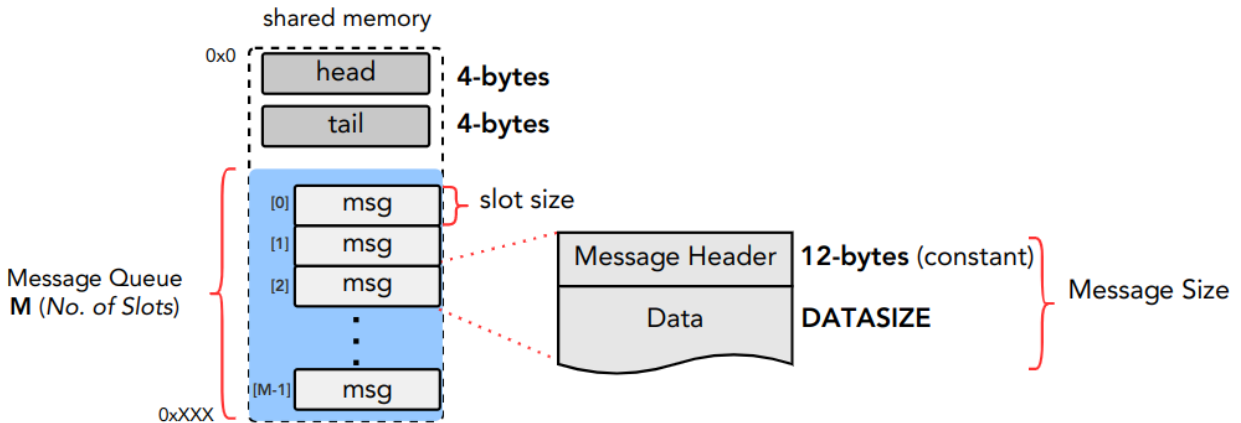 shared memory
0x0
head
4-bytes
tail
4-bytes
[0]
msg
slot size
[1]
msg
[2]
msg
Message Header
12-bytes (constant)
Message Size
Data
DATASIZE
Message Queue
M (No. of Slots)
[M-1]
msg
0xXXX